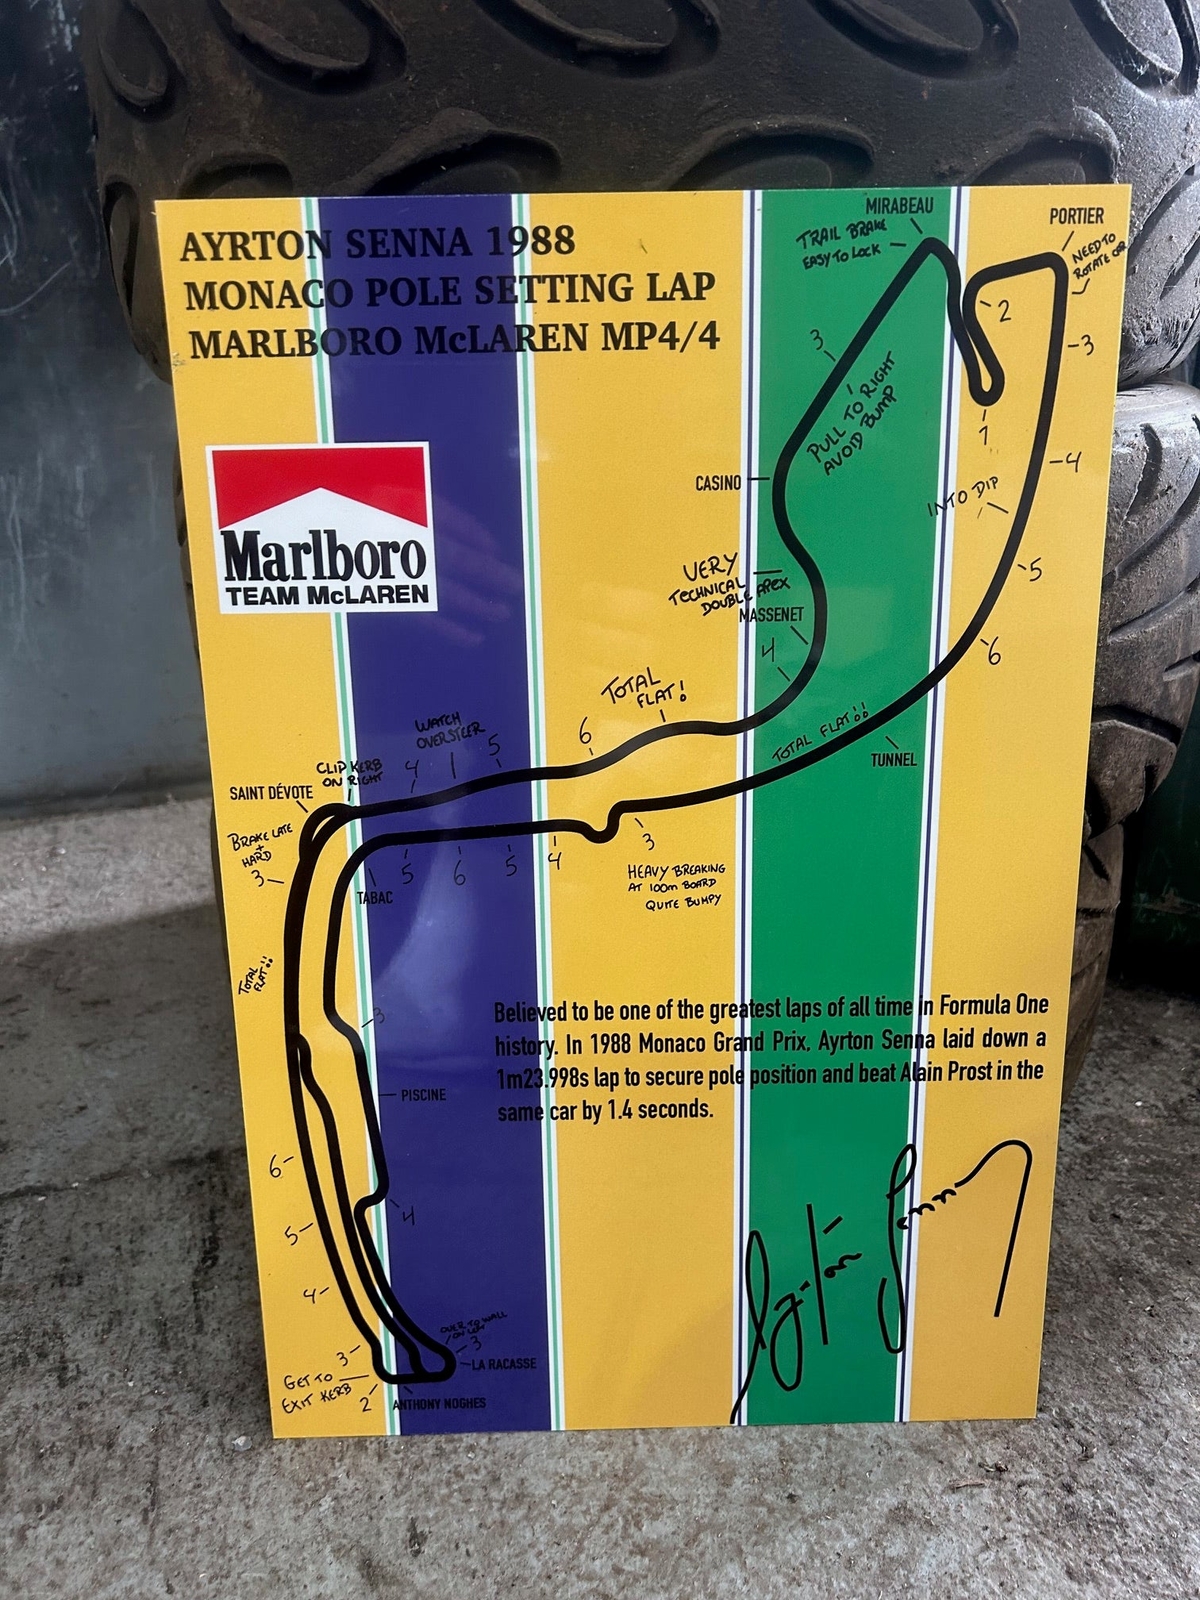 AYRTON SENNA 1988
MONACO POLE SETTING LAP
MARLBORO McLAREN MP4/4
Marlboro
TEAM McLAREN
MIRABEAU
TRAIL BRAKE
EASY TO LOCK
PORTIER
NEED TO
ROTATE CAR
2
3
3
PULL TO RIGHT
AVOID BUMP
1
4
CASINO
INTO DIP
VERY
TECHNICAL
DOUBLE APEX
MASSENET
5
4
6
TOTAL
FLAT!
TOTAL FLAT!!
TUNNEL
WATCH
OVERSTEER
6
5
4
CLIP KERB
ON RIGHT
SAINT DÉVOTE
BRAKE LATE
+
HARD
3
TABAC
5
6
5
4
3
HEAVY BREAKING
AT 100m BOARD
QUITE BUMPY
TOTAL
FLAT!!
3
Believed to be one of the greatest laps of all time in Formula One
history. In 1988 Monaco Grand Prix, Ayrton Senna laid down a
1m23.998s lap to secure pole position and beat Alain Prost in the
same car by 1.4 seconds.
PISCINE
6
5
4
4
3
OVER TO WALL
3
LA RACASSE
GET TO
EXIT KERB
2
ANTHONY NOGHES
Ayrton Senna